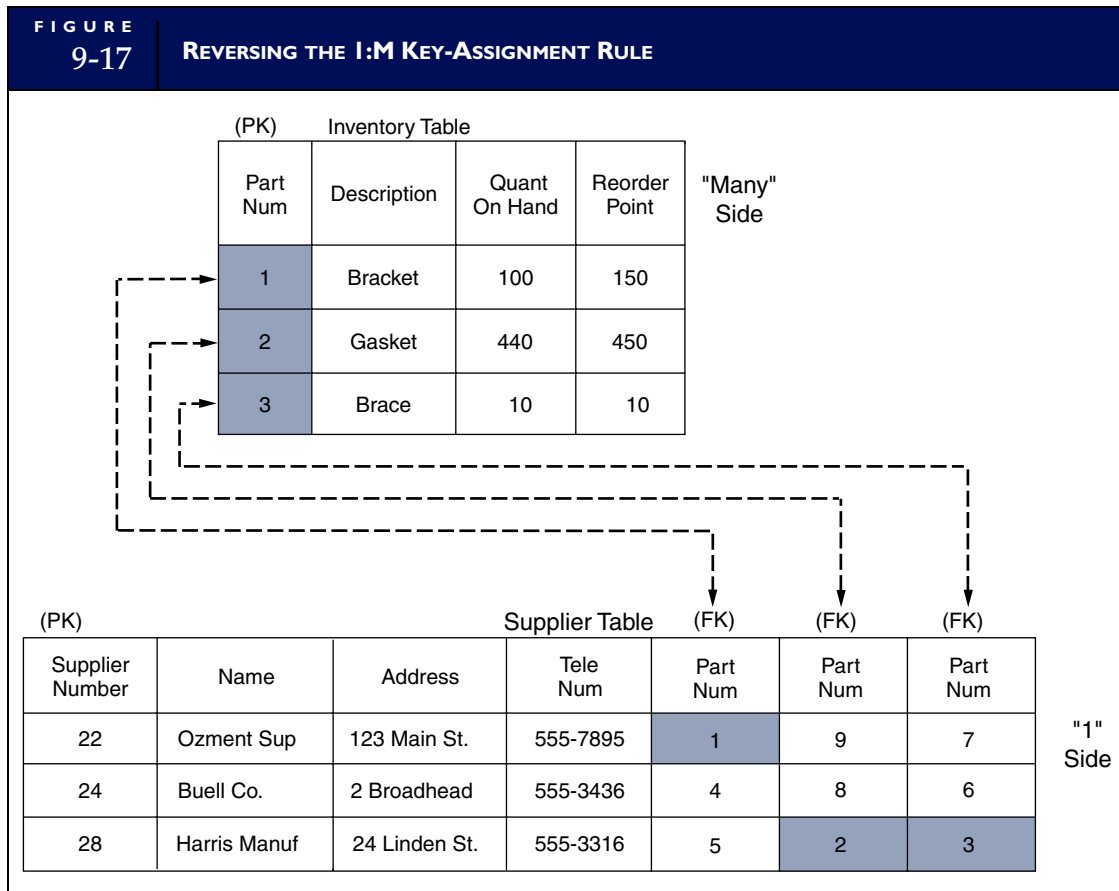 FIGURE
9-17
REVERSING THE 1:M KEY-ASSIGNMENT RULE
(PK) Inventory Table
Part Num Description Quant On Hand Reorder Point
"Many" Side
1 Bracket 100 150
2 Gasket 440 450
3 Brace 10 10
(PK) Supplier Table (FK) (FK) (FK)
Supplier Number Name Address Tele Num Part Num Part Num Part Num
22 Ozment Sup 123 Main St. 555-7895 1 9 7
"1" Side
24 Buell Co. 2 Broadhead 555-3436 4 8 6
28 Harris Manuf 24 Linden St. 555-3316 5 2 3